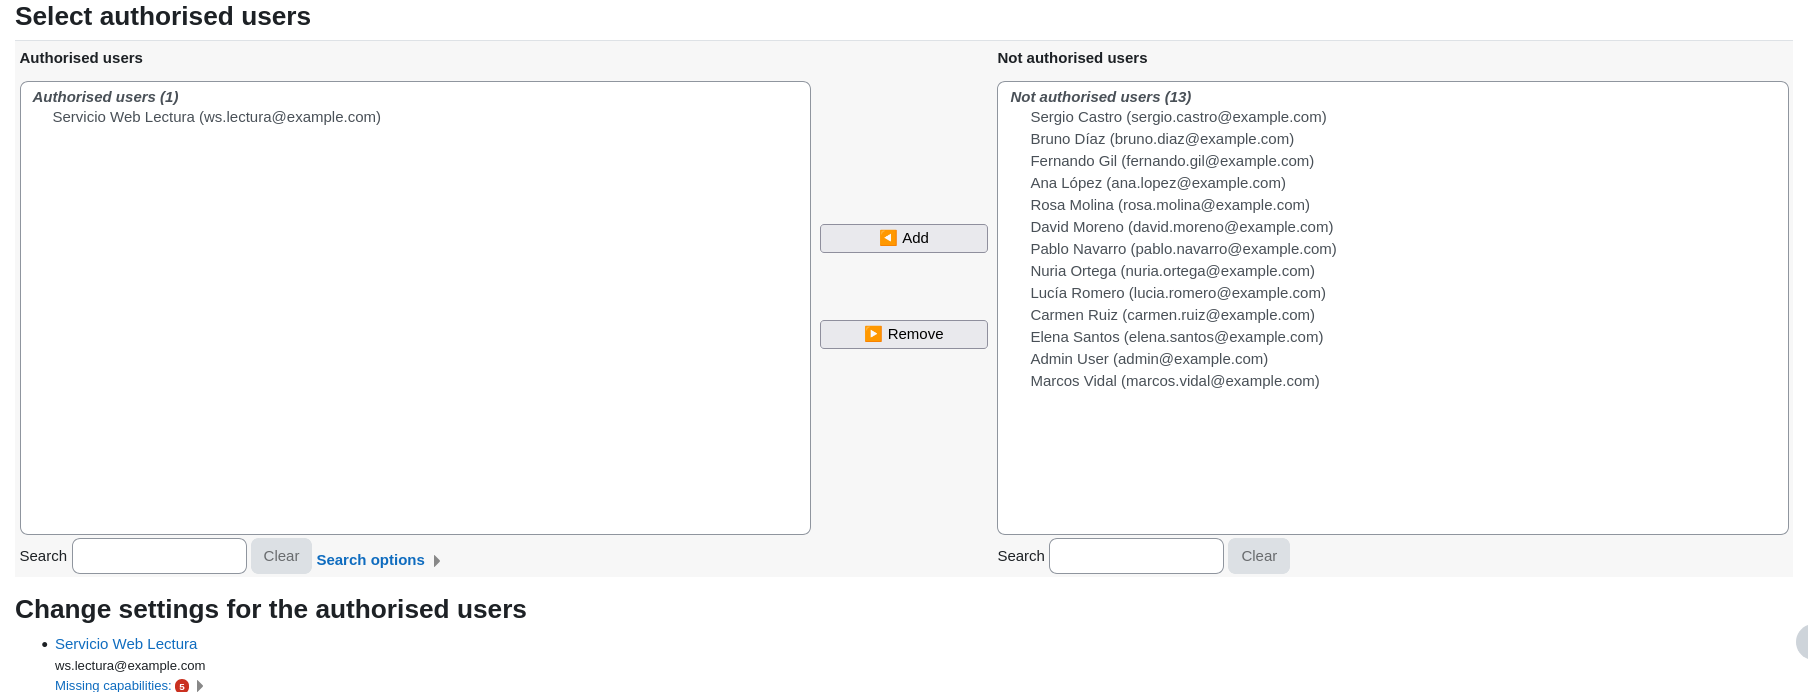 Select authorised users
Authorised users
Not authorised users
Authorised users (1)
Servicio Web Lectura (ws.lectura@example.com)
Not authorised users (13)
Sergio Castro (sergio.castro@example.com)
Bruno Díaz (bruno.diaz@example.com)
Fernando Gil (fernando.gil@example.com)
Ana López (ana.lopez@example.com)
Rosa Molina (rosa.molina@example.com)
David Moreno (david.moreno@example.com)
Pablo Navarro (pablo.navarro@example.com)
Nuria Ortega (nuria.ortega@example.com)
Lucía Romero (lucia.romero@example.com)
Carmen Ruiz (carmen.ruiz@example.com)
Elena Santos (elena.santos@example.com)
Admin User (admin@example.com)
Marcos Vidal (marcos.vidal@example.com)
Add
Remove
Search Clear Search options
Search Clear
Change settings for the authorised users
• Servicio Web Lectura
ws.lectura@example.com
Missing capabilities: 5